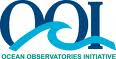 OOI
OCEAN OBSERVATORIES INITIATIVE